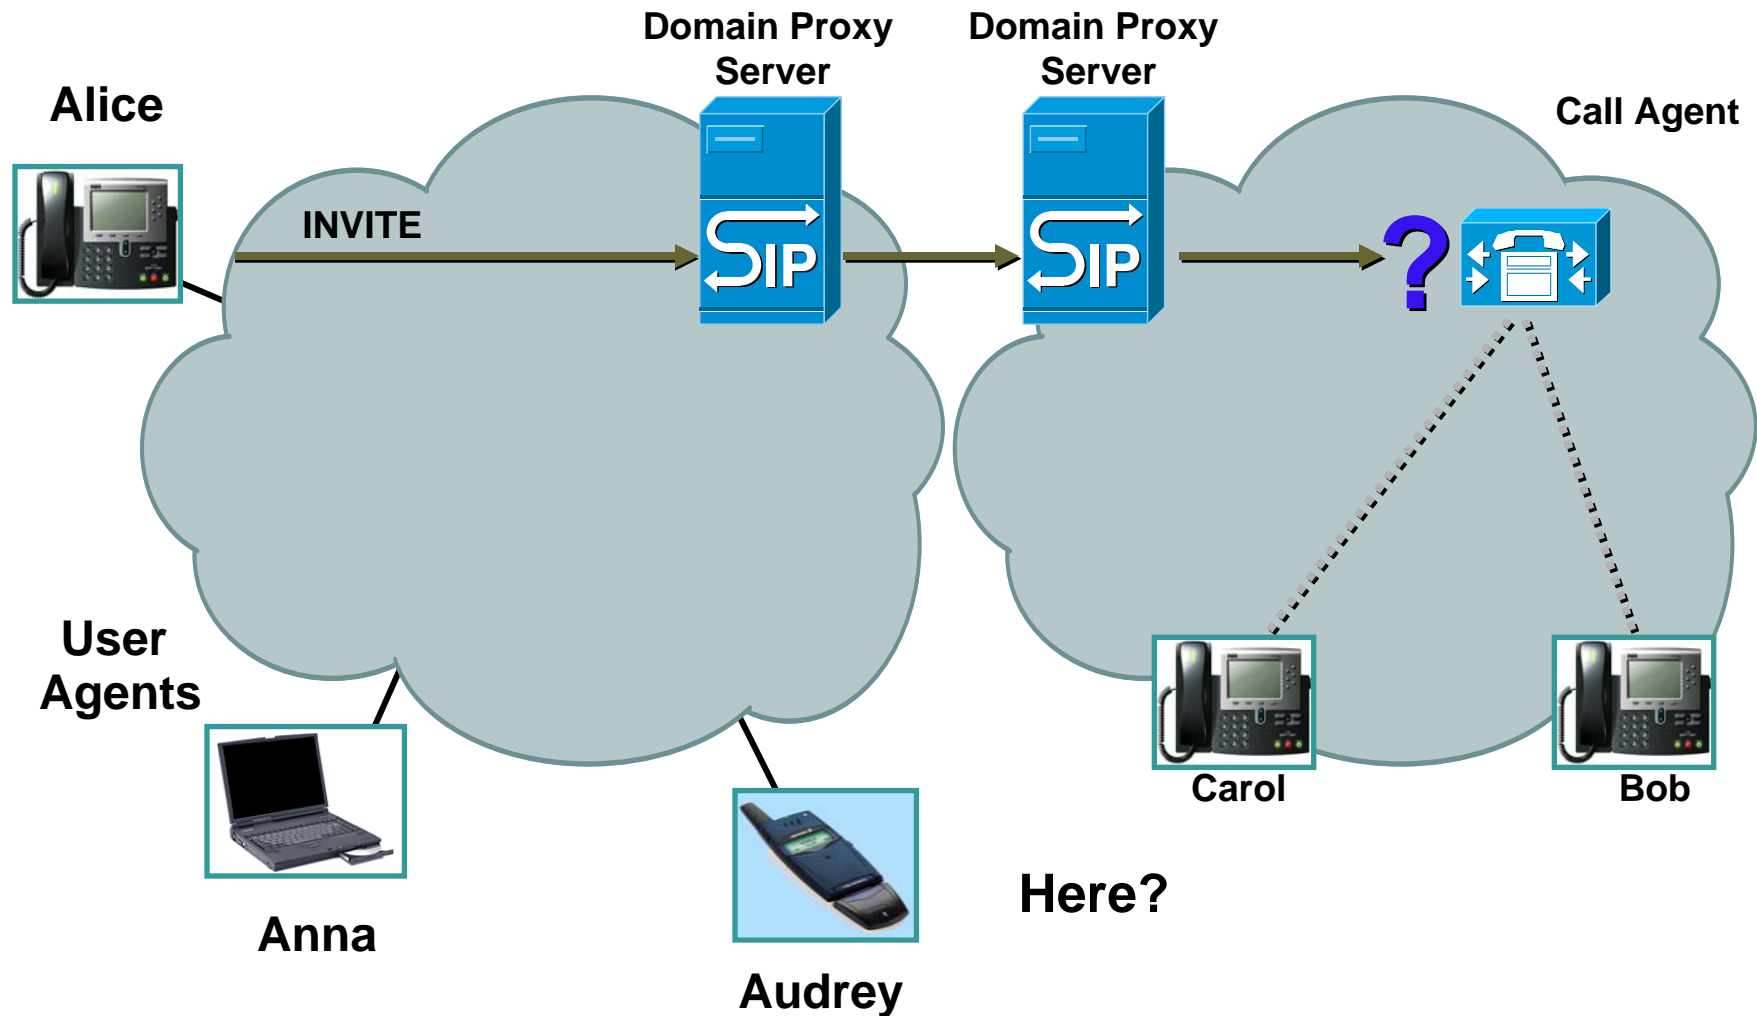 Domain Proxy
Server
Domain Proxy
Server
Alice
Call Agent
INVITE
SIP
SIP
?
User
Agents
Carol
Bob
Here?
Anna
Audrey